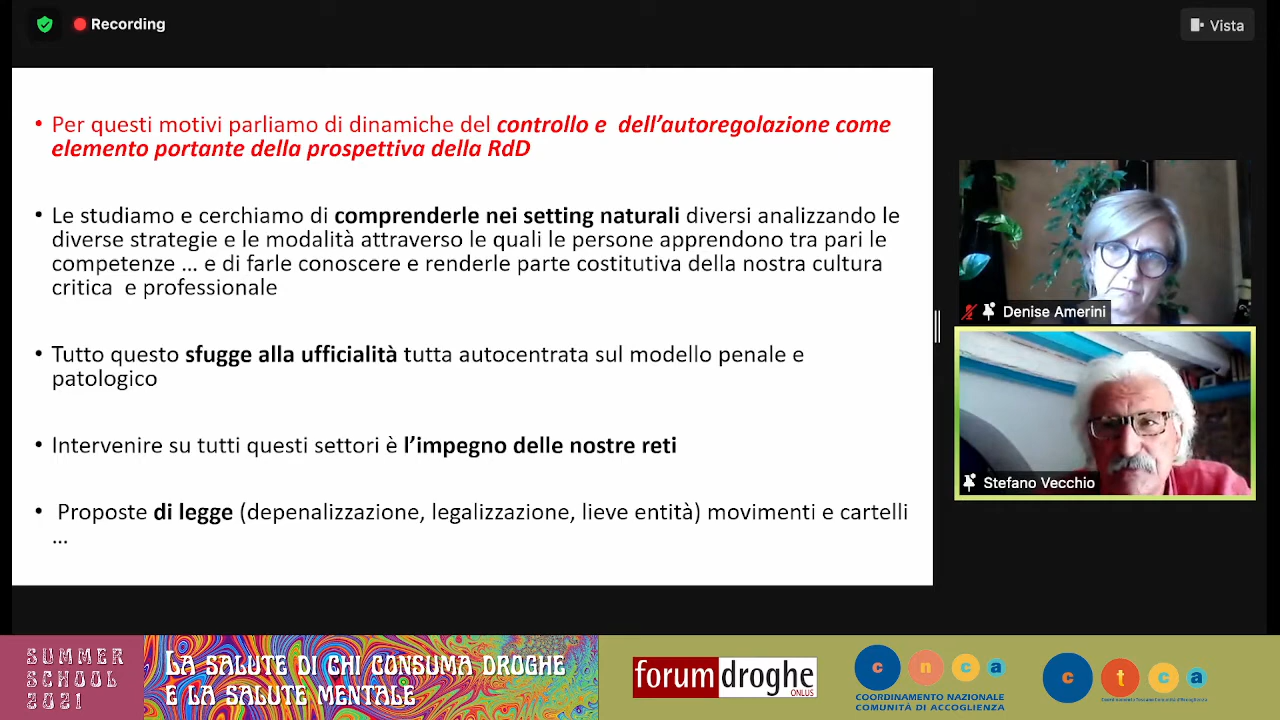 Recording
Vista
• Per questi motivi parliamo di dinamiche del controllo e dell'autoregolazione come
elemento portante della prospettiva della RdD
• Le studiamo e cerchiamo di comprenderle nei setting naturali diversi analizzando le
diverse strategie e le modalità attraverso le quali le persone apprendono tra pari le
competenze ... e di farle conoscere e renderle parte costitutiva della nostra cultura
critica e professionale
• Tutto questo sfugge alla ufficialità tutta autocentrata sul modello penale e
patologico
• Intervenire su tutti questi settori è l'impegno delle nostre reti
• Proposte di legge (depenalizzazione, legalizzazione, lieve entità) movimenti e cartelli
...
Denise Amerini
Stefano Vecchio
SUMMER
SCHOOL
2021
LA SALUTE DI CHI CONSUMA DROGHE
E LA SALUTE MENTALE
forumdroghe
ONLUS
c n c a
COORDINAMENTO NAZIONALE
COMUNITÀ DI ACCOGLIENZA
c t c a